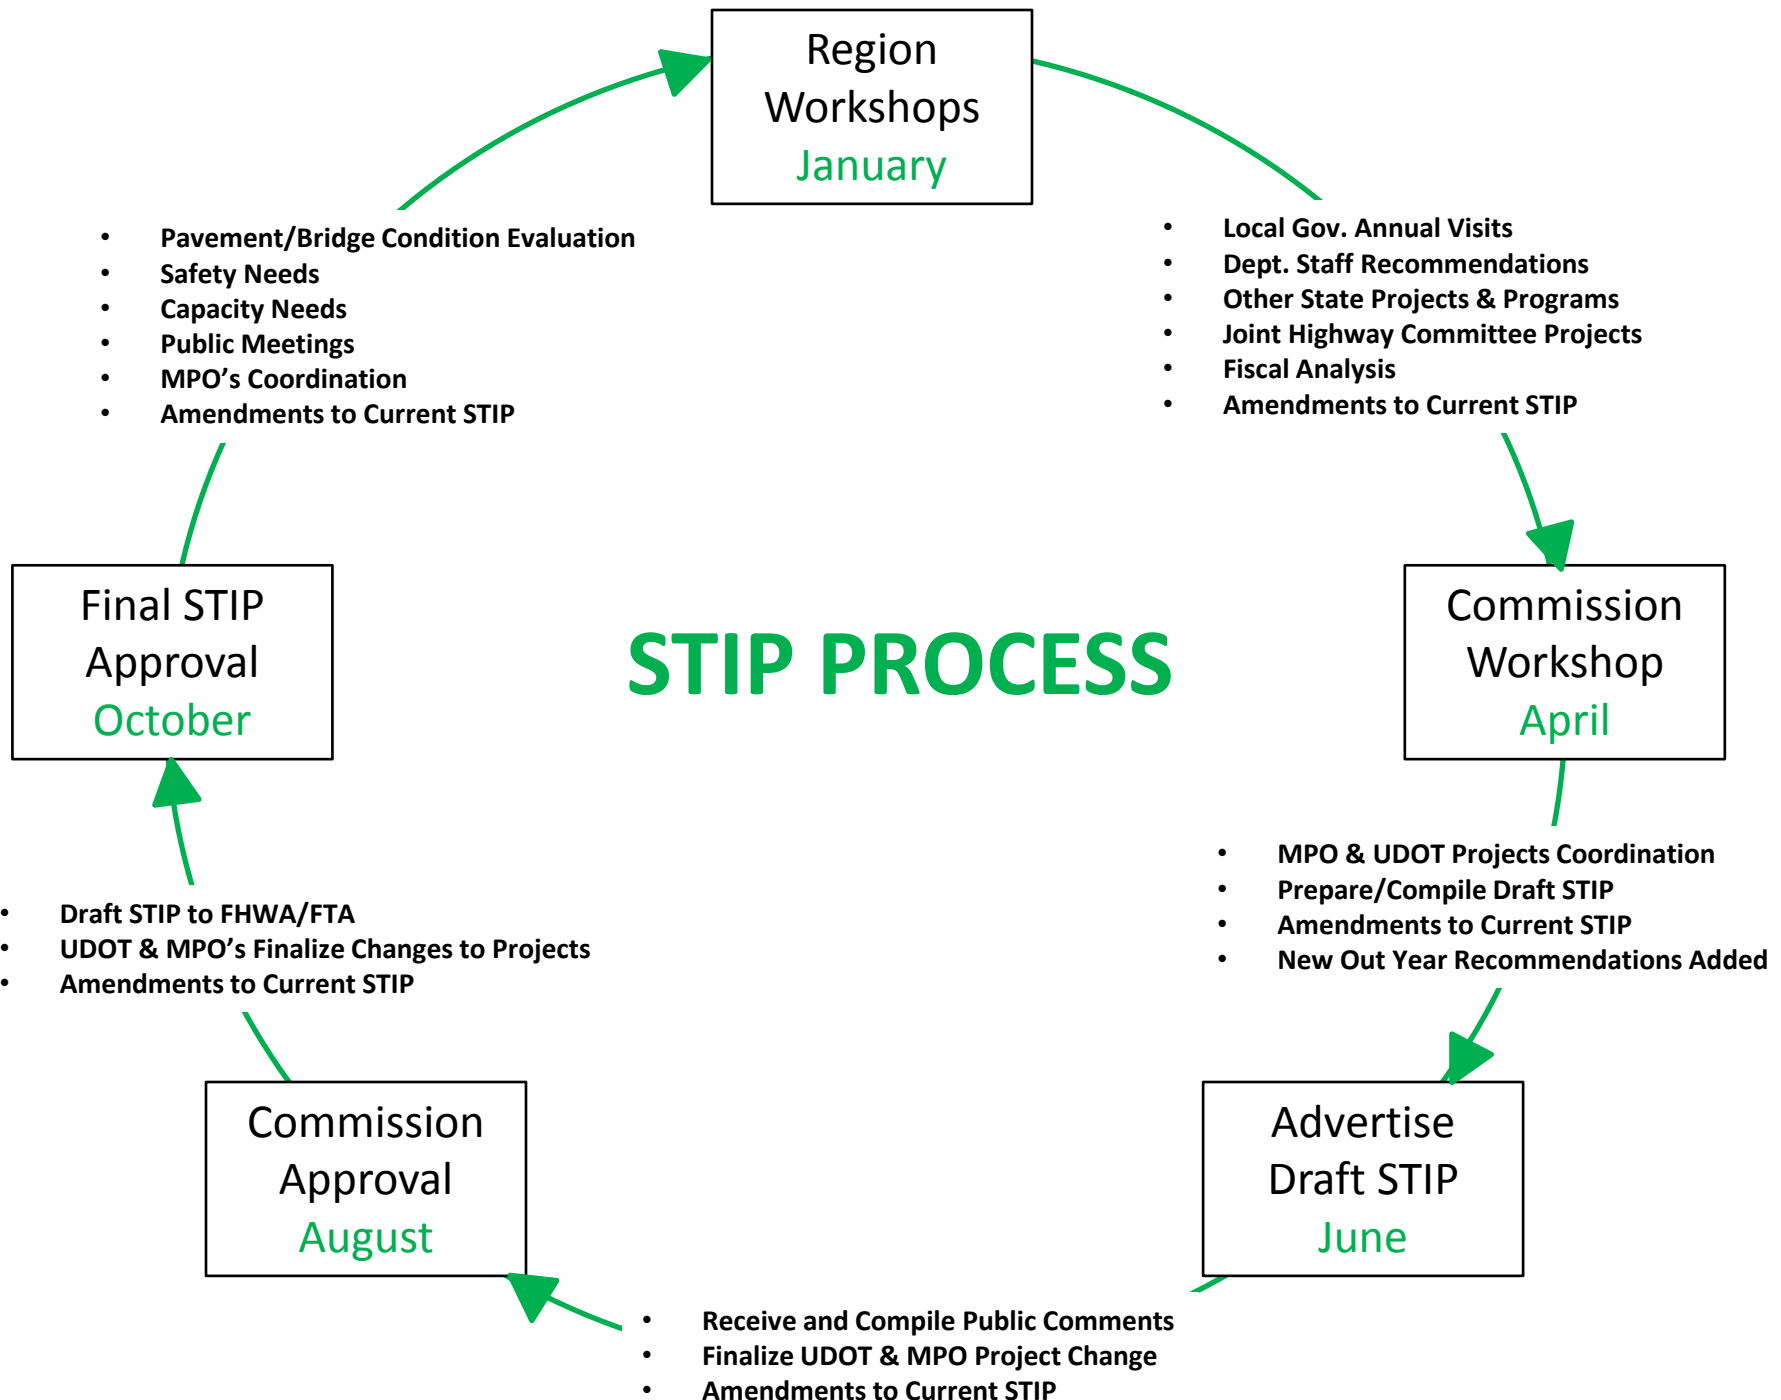 Region
Workshops
January
• Pavement/Bridge Condition Evaluation
• Safety Needs
• Capacity Needs
• Public Meetings
• MPO’s Coordination
• Amendments to Current STIP
• Local Gov. Annual Visits
• Dept. Staff Recommendations
• Other State Projects & Programs
• Joint Highway Committee Projects
• Fiscal Analysis
• Amendments to Current STIP
Final STIP
Approval
October
STIP PROCESS
Commission
Workshop
April
• MPO & UDOT Projects Coordination
• Prepare/Compile Draft STIP
• Amendments to Current STIP
• New Out Year Recommendations Added
• Draft STIP to FHWA/FTA
• UDOT & MPO’s Finalize Changes to Projects
• Amendments to Current STIP
Commission
Approval
August
Advertise
Draft STIP
June
• Receive and Compile Public Comments
• Finalize UDOT & MPO Project Change
• Amendments to Current STIP